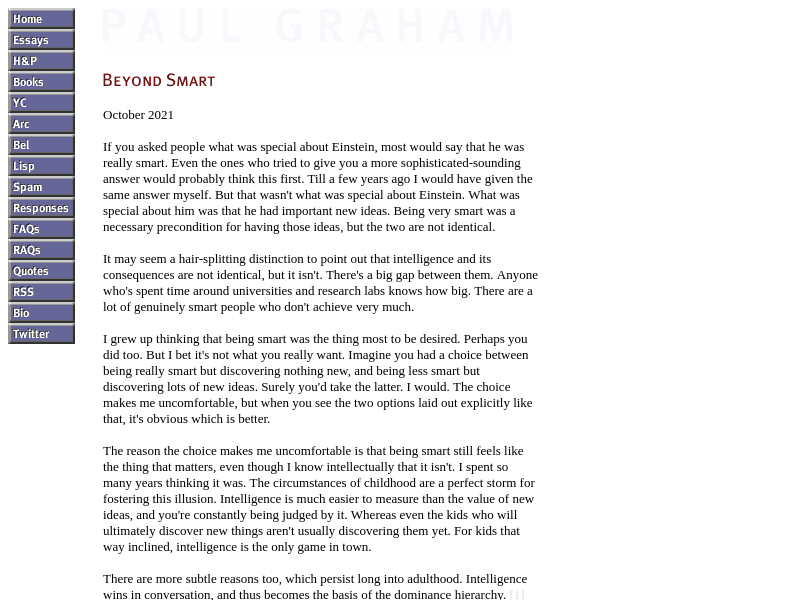 PAUL GRAHAM
Home
Essays
H&P
Books
YC
Arc
Bel
Lisp
Spam
Responses
FAQs
RAQs
Quotes
RSS
Bio
Twitter
Beyond Smart
October 2021
If you asked people what was special about Einstein, most would say that he was
really smart. Even the ones who tried to give you a more sophisticated-sounding
answer would probably think this first. Till a few years ago I would have given the
same answer myself. But that wasn't what was special about Einstein. What was
special about him was that he had important new ideas. Being very smart was a
necessary precondition for having those ideas, but the two are not identical.
It may seem a hair-splitting distinction to point out that intelligence and its
consequences are not identical, but it isn't. There's a big gap between them. Anyone
who's spent time around universities and research labs knows how big. There are a
lot of genuinely smart people who don't achieve very much.
I grew up thinking that being smart was the thing most to be desired. Perhaps you
did too. But I bet it's not what you really want. Imagine you had a choice between
being really smart but discovering nothing new, and being less smart but
discovering lots of new ideas. Surely you'd take the latter. I would. The choice
makes me uncomfortable, but when you see the two options laid out explicitly like
that, it's obvious which is better.
The reason the choice makes me uncomfortable is that being smart still feels like
the thing that matters, even though I know intellectually that it isn't. I spent so
many years thinking it was. The circumstances of childhood are a perfect storm for
fostering this illusion. Intelligence is much easier to measure than the value of new
ideas, and you're constantly being judged by it. Whereas even the kids who will
ultimately discover new things aren't usually discovering them yet. For kids that
way inclined, intelligence is the only game in town.
There are more subtle reasons too, which persist long into adulthood. Intelligence
wins in conversation, and thus becomes the basis of the dominance hierarchy. [1]